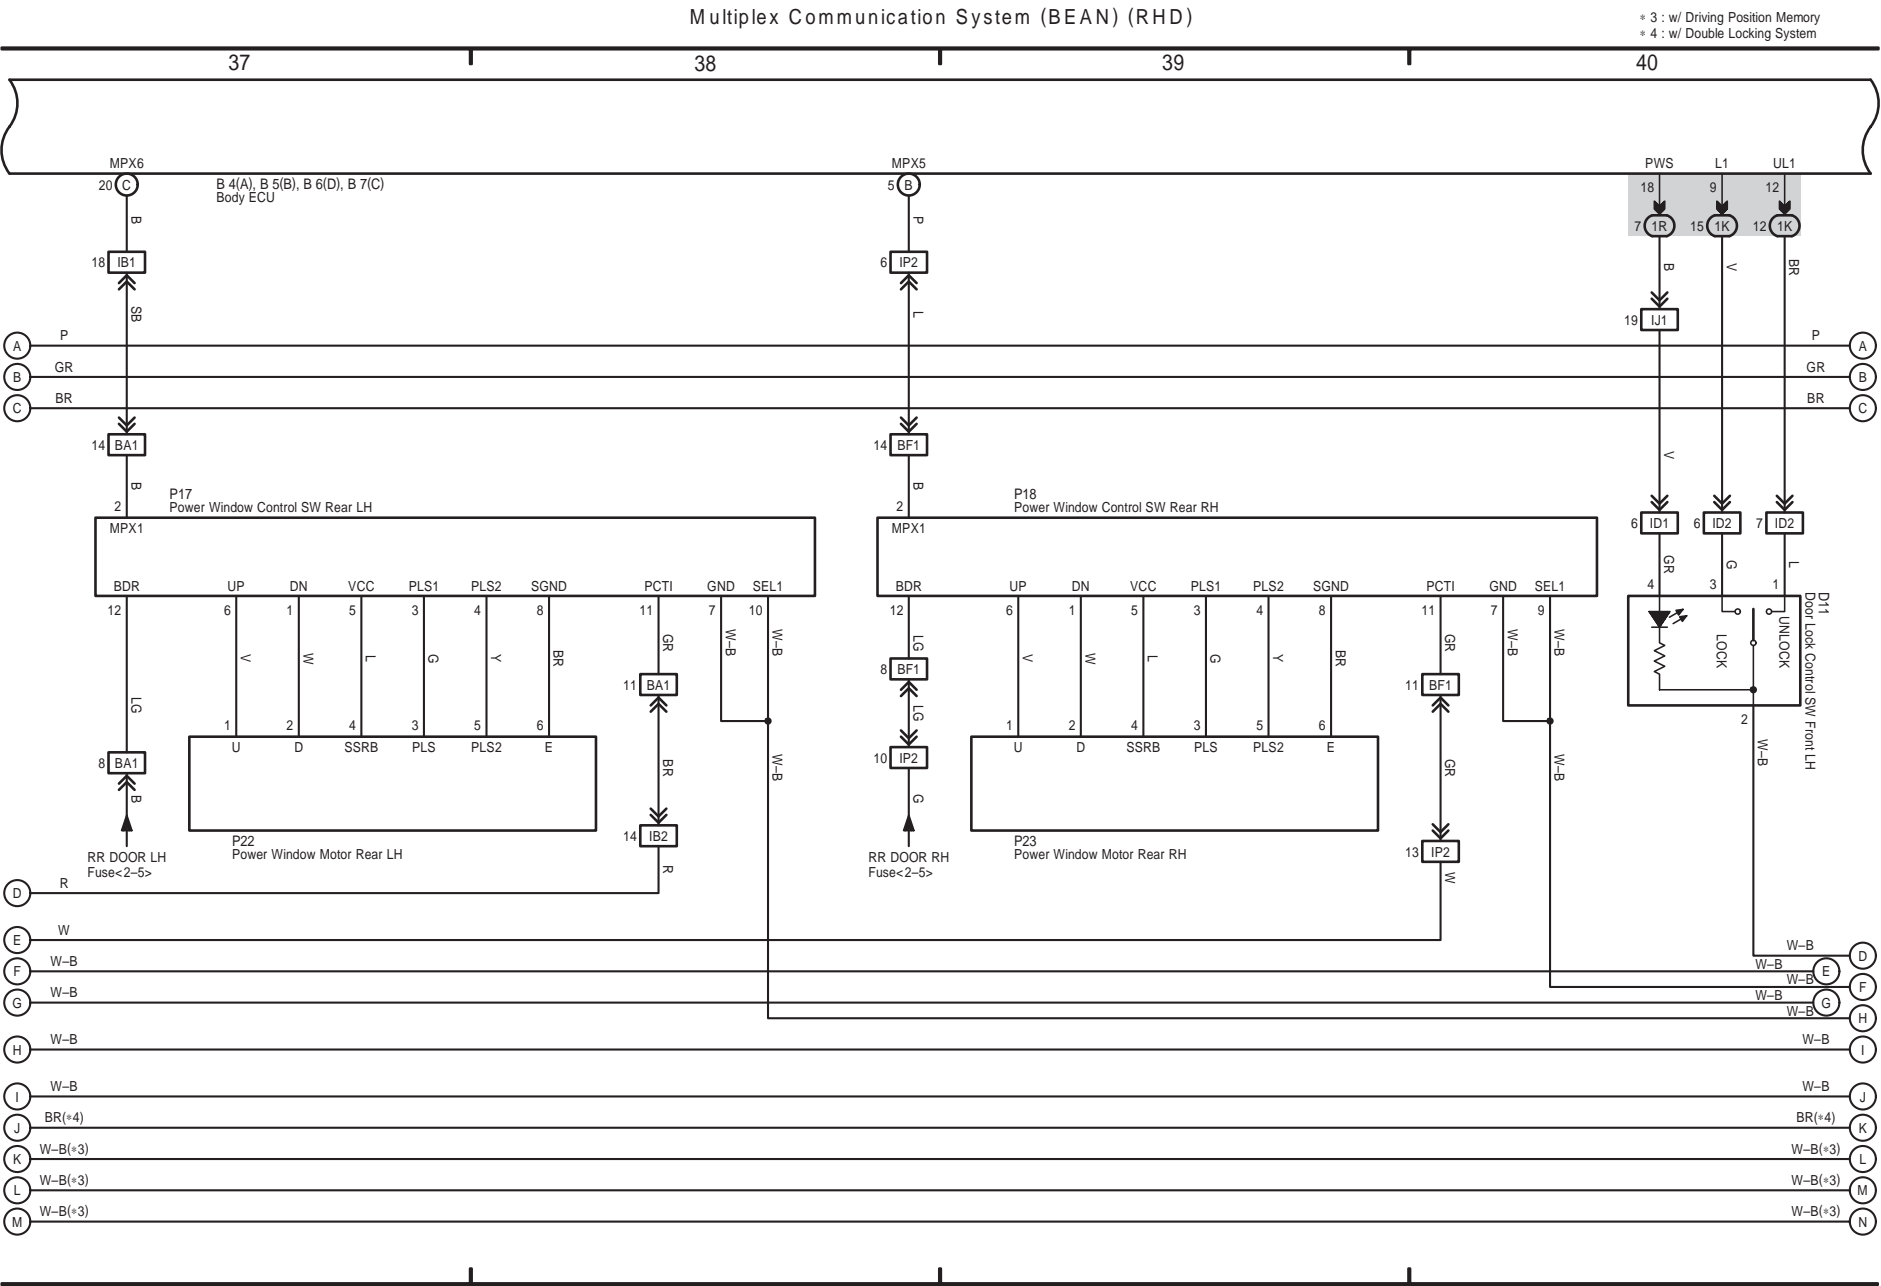 Multiplex Communication System (BEAN) (RHD)
* 3 : w/ Driving Position Memory
* 4 : w/ Double Locking System
37 38 39 40
MPX6 MPX5 PWS L1 UL1
20 C B 4(A), B 5(B), B 6(D), B 7(C) 5 B 18 9 12
Body ECU
7 1R 15 1K 12 1K
B P
18 IB1 6 IP2 B V BR
SB L
19 IJ1
A P P A
B GR GR B
C BR BR C
14 BA1 14 BF1
V
B B
P17
Power Window Control SW Rear LH
P18
Power Window Control SW Rear RH
2 2
6 ID1 6 ID2 7 ID2
MPX1 MPX1
GR G L
BDR UP DN VCC PLS1 PLS2 SGND PCTI GND SEL1 BDR UP DN VCC PLS1 PLS2 SGND PCTI GND SEL1
4 3 1
12 6 1 5 3 4 8 11 7 10 12 6 1 5 3 4 8 11 7 9
D11
Door Lock Control SW Front LH
LOCK UNLOCK
GR W–B W–B LG GR W–B W–B
V W L G Y BR V W L G Y BR
8 BF1
11 BA1 11 BF1
LG LG
2
1 2 4 3 5 6 1 2 4 3 5 6
U D SSRB PLS PLS2 E U D SSRB PLS PLS2 E
W–B
8 BA1 10 IP2
BR W–B GR W–B
B G
14 IB2 13 IP2
P22
Power Window Motor Rear LH
P23
Power Window Motor Rear RH
RR DOOR LH
Fuse<2–5>
RR DOOR RH
Fuse<2–5>
R W
D R
E W
W–B D
F W–B W–B E
W–B F
G W–B W–B G
W–B H
H W–B W–B I
I W–B W–B J
J BR(*4) BR(*4) K
K W–B(*3) W–B(*3) L
L W–B(*3) W–B(*3) M
M W–B(*3) W–B(*3) N